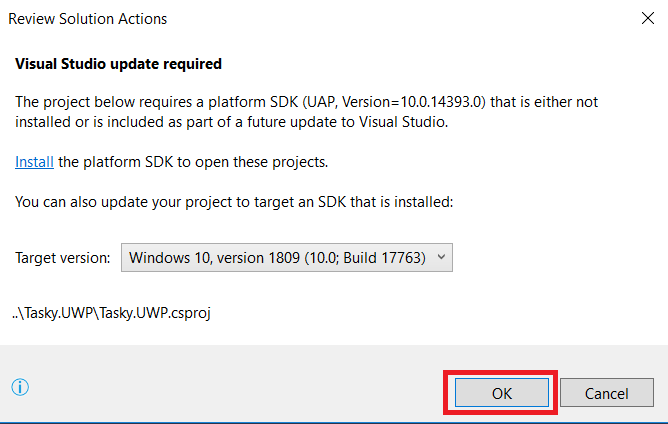 Review Solution Actions
Visual Studio update required
The project below requires a platform SDK (UAP, Version=10.0.14393.0) that is either not
installed or is included as part of a future update to Visual Studio.
Install the platform SDK to open these projects.
You can also update your project to target an SDK that is installed:
Target version: Windows 10, version 1809 (10.0; Build 17763)
..\Tasky.UWP\Tasky.UWP.csproj
OK Cancel